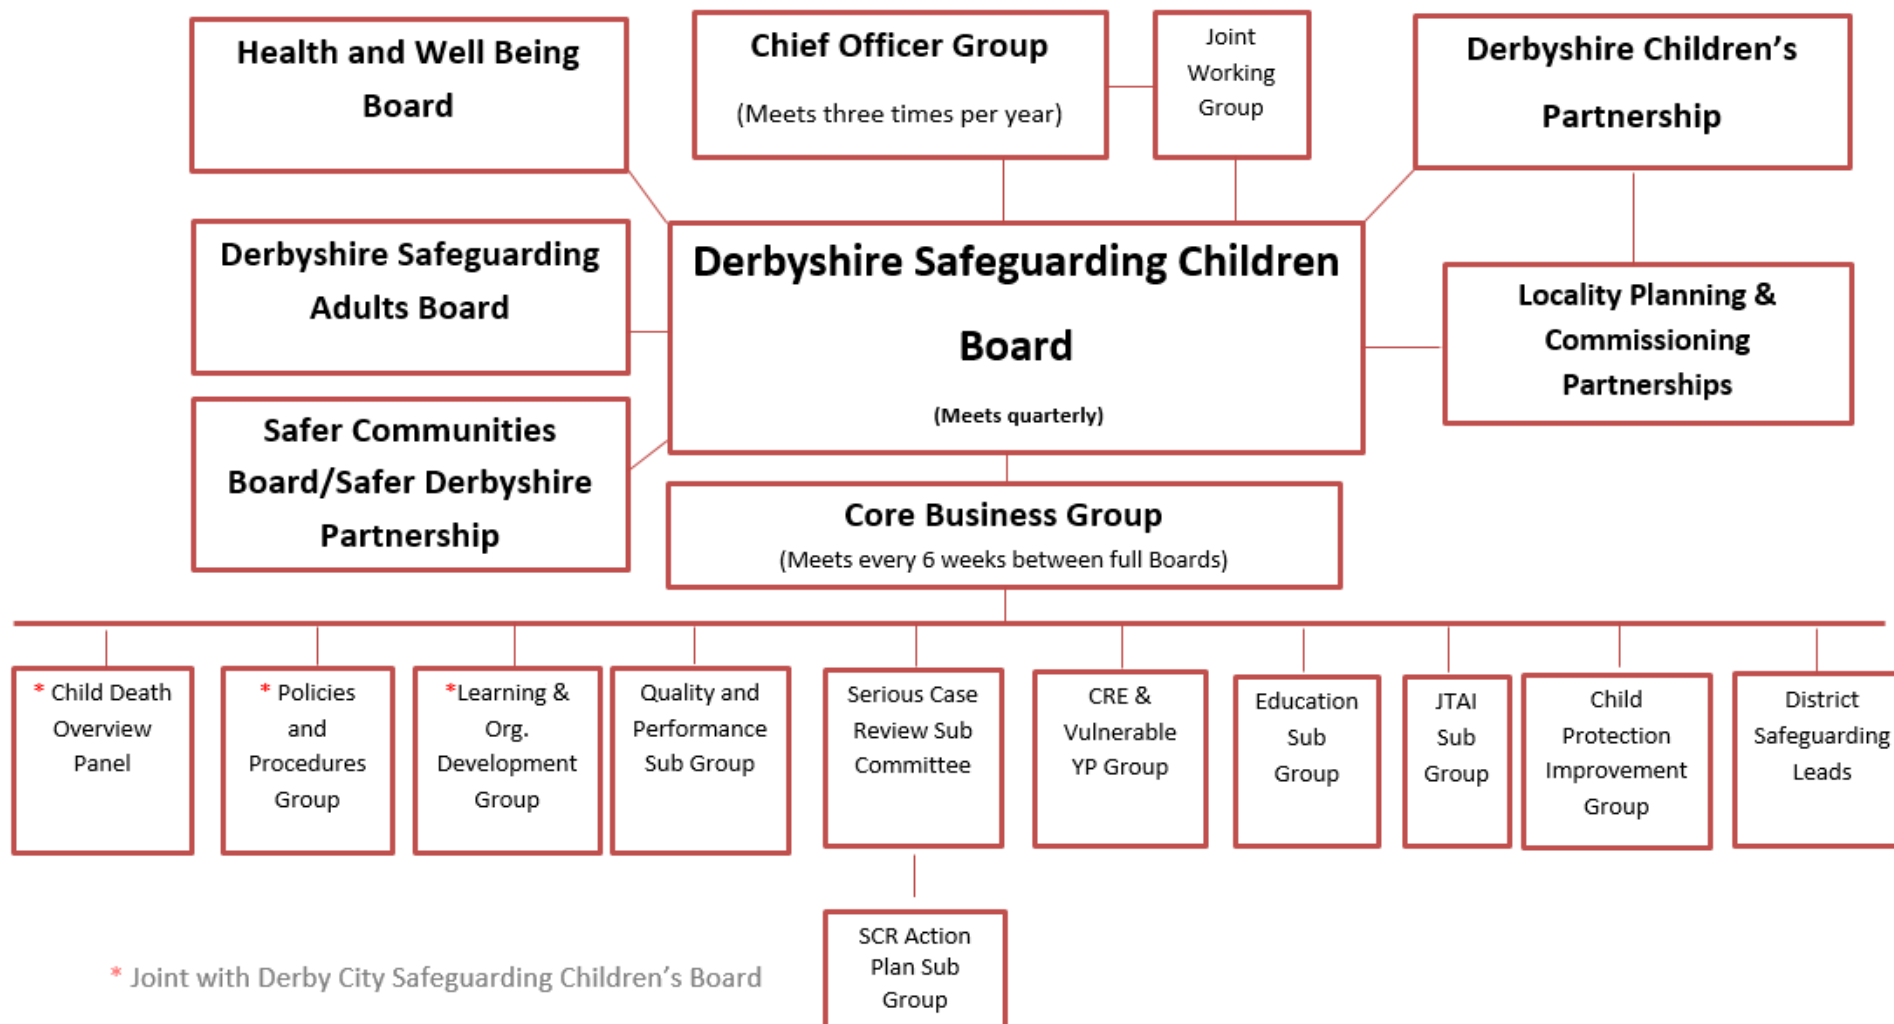 Health and Well Being
Board
Chief Officer Group
(Meets three times per year)
Joint
Working
Group
Derbyshire Children’s
Partnership
Derbyshire Safeguarding
Adults Board
Derbyshire Safeguarding Children
Board
(Meets quarterly)
Locality Planning &
Commissioning
Partnerships
Safer Communities
Board/Safer Derbyshire
Partnership
Core Business Group
(Meets every 6 weeks between full Boards)
* Child Death
Overview
Panel
* Policies
and
Procedures
Group
*Learning &
Org.
Development
Group
Quality and
Performance
Sub Group
Serious Case
Review Sub
Committee
CRE &
Vulnerable
YP Group
Education
Sub
Group
JTAI
Sub
Group
Child
Protection
Improvement
Group
District
Safeguarding
Leads
SCR Action
Plan Sub
Group
* Joint with Derby City Safeguarding Children’s Board